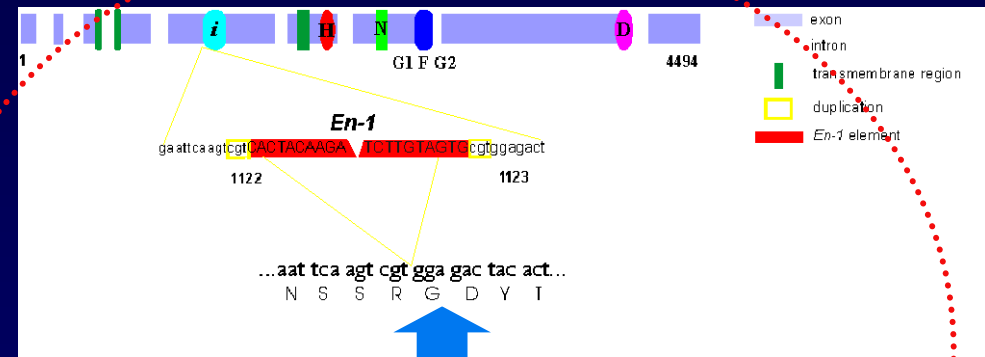 i H N D
1 G1 F G2 4494
exon
intron
transmembrane region
duplication
En-1 element
En-1
gaattcaagtcgtCACTACAAGA TCTTGTAGTGcgtggagact
1122 1123
...aat tca agt cgt gga gac tac act...
N S S R G D Y T